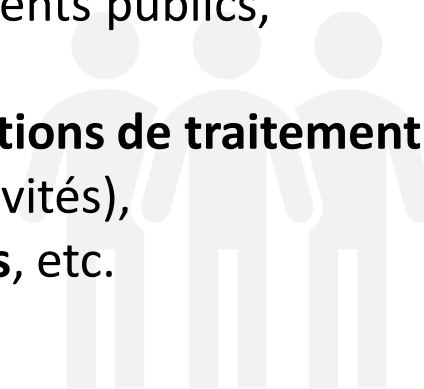 ents publics,
tions de traitement
vités),
s, etc.